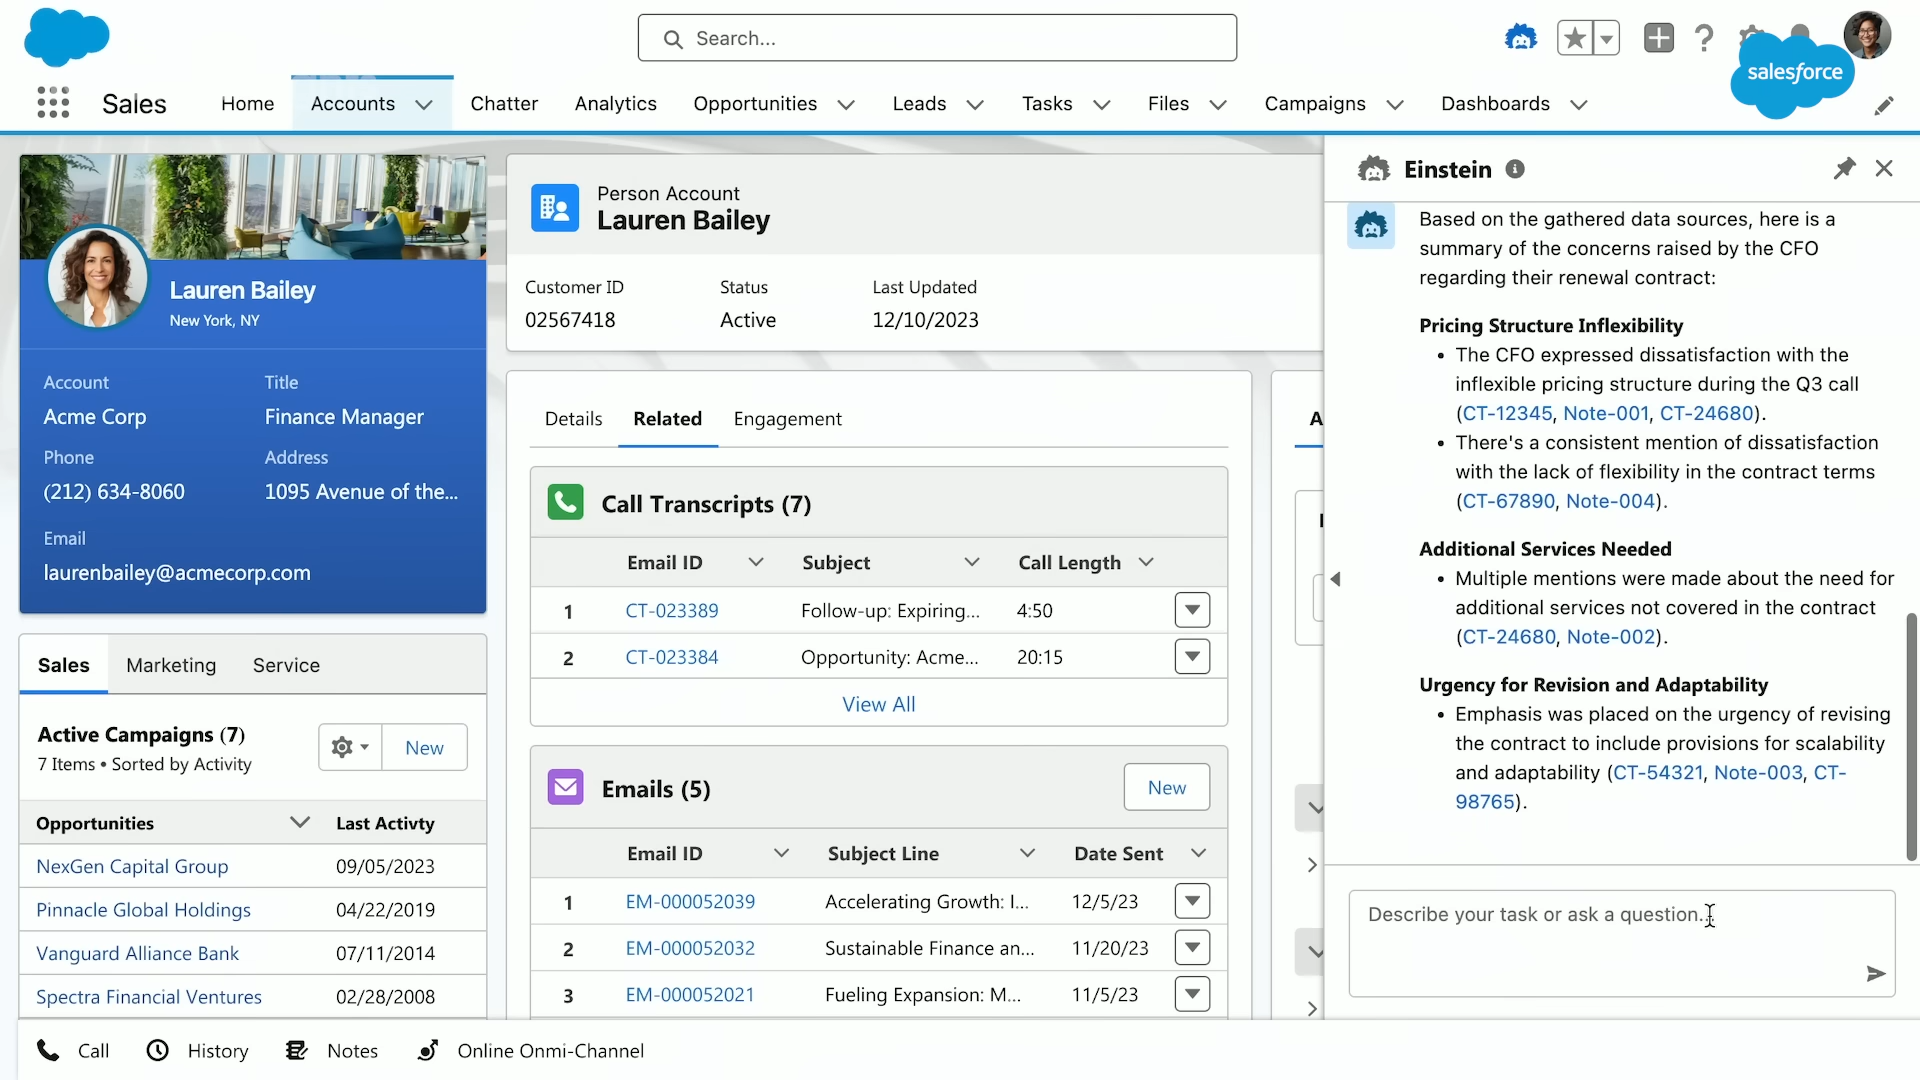 Search...
salesforce
Sales
Home
Accounts
Chatter
Analytics
Opportunities
Leads
Tasks
Files
Campaigns
Dashboards
Lauren Bailey
New York, NY
Account
Title
Acme Corp
Finance Manager
Phone
Address
(212) 634-8060
1095 Avenue of the...
Email
laurenbailey@acmecorp.com
Sales
Marketing
Service
Active Campaigns (7)
7 Items • Sorted by Activity
New
Opportunities
Last Activty
NexGen Capital Group
09/05/2023
Pinnacle Global Holdings
04/22/2019
Vanguard Alliance Bank
07/11/2014
Spectra Financial Ventures
02/28/2008
Person Account
Lauren Bailey
Customer ID
Status
Last Updated
02567418
Active
12/10/2023
Details
Related
Engagement
Call Transcripts (7)
Email ID
Subject
Call Length
1
CT-023389
Follow-up: Expiring...
4:50
2
CT-023384
Opportunity: Acme...
20:15
View All
Emails (5)
New
Email ID
Subject Line
Date Sent
1
EM-000052039
Accelerating Growth: I...
12/5/23
2
EM-000052032
Sustainable Finance an...
11/20/23
3
EM-000052021
Fueling Expansion: M...
11/5/23
Einstein
Based on the gathered data sources, here is a
summary of the concerns raised by the CFO
regarding their renewal contract:
Pricing Structure Inflexibility
• The CFO expressed dissatisfaction with the
inflexible pricing structure during the Q3 call
(CT-12345, Note-001, CT-24680).
• There's a consistent mention of dissatisfaction
with the lack of flexibility in the contract terms
(CT-67890, Note-004).
Additional Services Needed
• Multiple mentions were made about the need for
additional services not covered in the contract
(CT-24680, Note-002).
Urgency for Revision and Adaptability
• Emphasis was placed on the urgency of revising
the contract to include provisions for scalability
and adaptability (CT-54321, Note-003, CT-
98765).
Describe your task or ask a question...
Call
History
Notes
Online Onmi-Channel